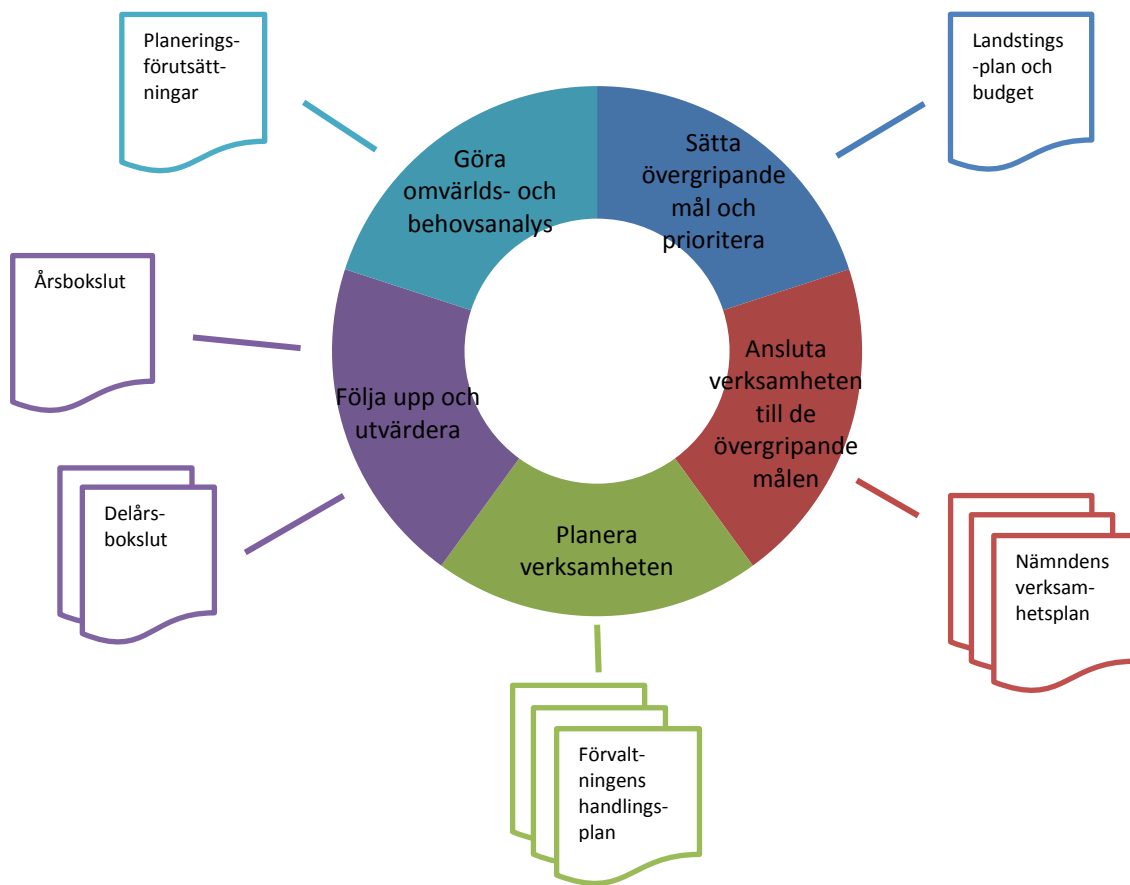 Planerings-
förutsätt-
ningar
Landstings
-plan och
budget
Göra
omvärlds- och
behovsanalys
Sätta
övergripande
mål och
prioritera
Årsbokslut
Ansluta
verksamheten
till de
övergripande
målen
Följa upp och
utvärdera
Delårs-
bokslut
Planera
verksamheten
Nämndens
verksam-
hetsplan
Förvalt-
ningens
handlings-
plan